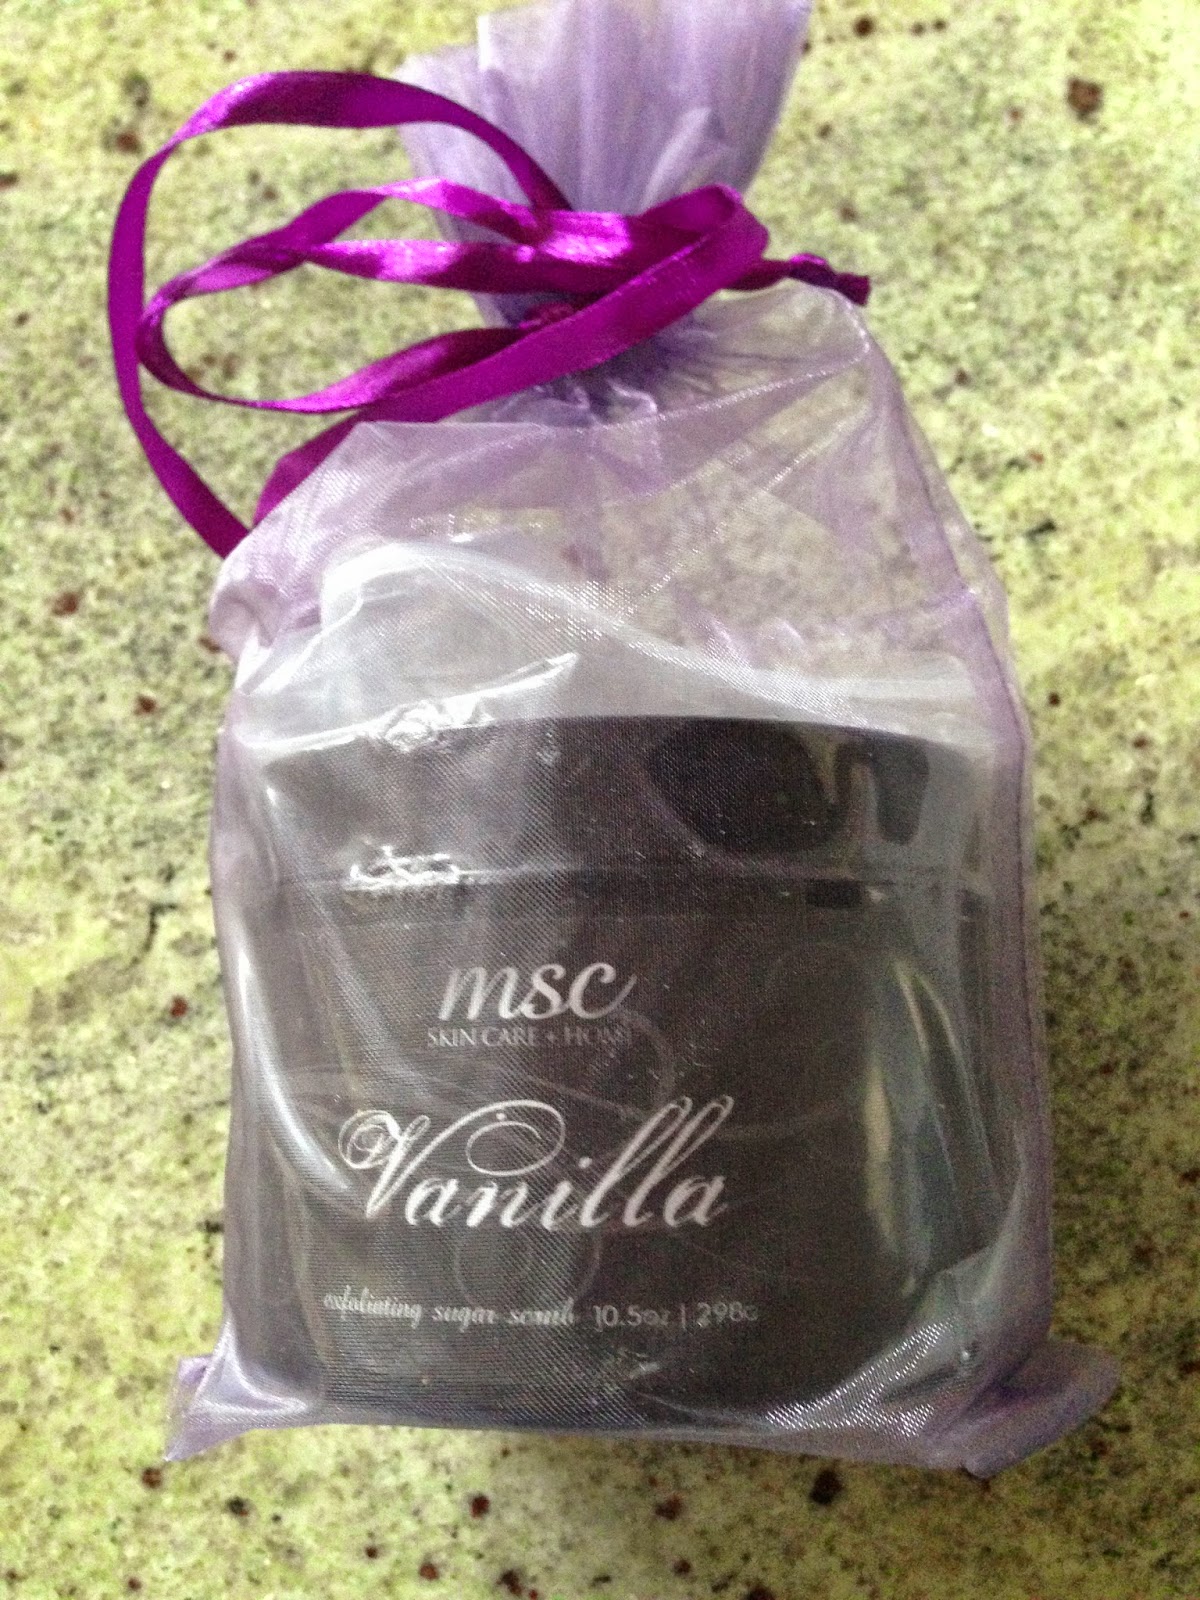 msc
SKIN CARE + HOME
Vanilla
exfoliating sugar scrub 10.5oz | 298G